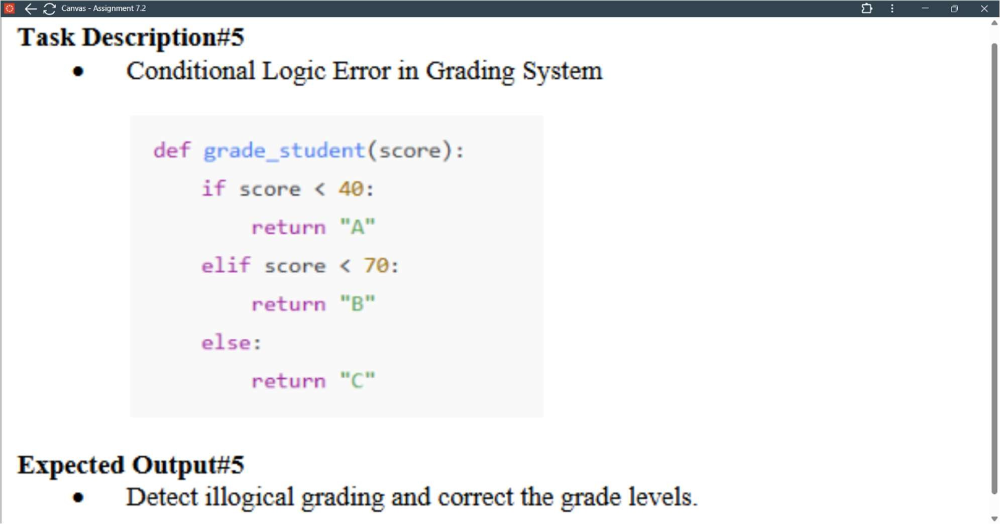 Canvas - Assignment 7.2
Task Description#5
• Conditional Logic Error in Grading System
def grade_student(score):
    if score < 40:
        return "A"
    elif score < 70:
        return "B"
    else:
        return "C"
Expected Output#5
• Detect illogical grading and correct the grade levels.